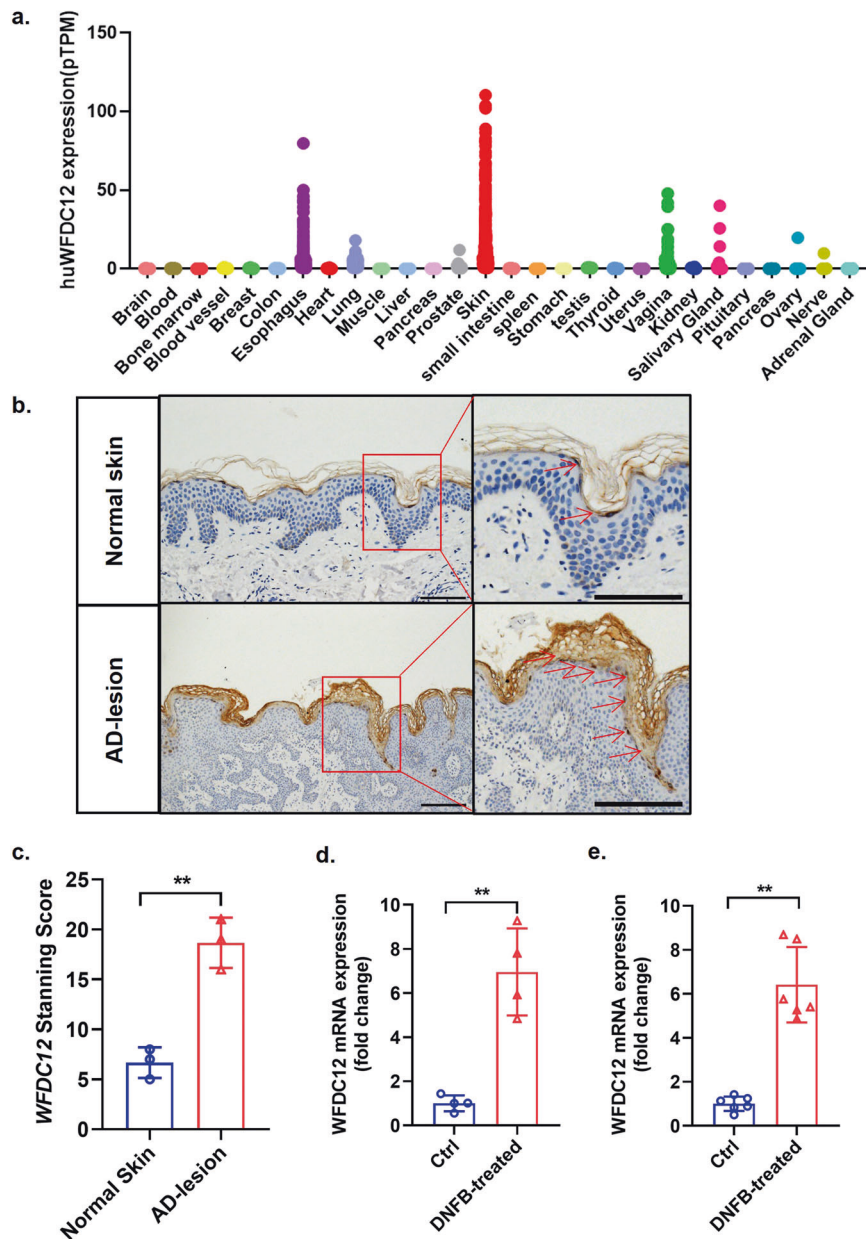 a.
huWFDC12 expression(pTPM)
150
100
50
0
Brain
Blood
Bone marrow
Blood vessel
Breast
Colon
Esophagus
Heart
Lung
Muscle
Liver
Pancreas
Prostate
Skin
small intestine
spleen
Stomach
testis
Thyroid
Uterus
Vagina
Kidney
Salivary Gland
Pituitary
Pancreas
Ovary
Nerve
Adrenal Gland
b.
Normal skin
AD-lesion
c.
WFDC12 Stanning Score
25
20
15
10
5
0
**
Normal Skin
AD-lesion
d.
WFDC12 mRNA expression
(fold change)
10
8
6
4
2
0
**
Ctrl
DNFB-treated
e.
WFDC12 mRNA expression
(fold change)
10
8
6
4
2
0
**
Ctrl
DNFB-treated